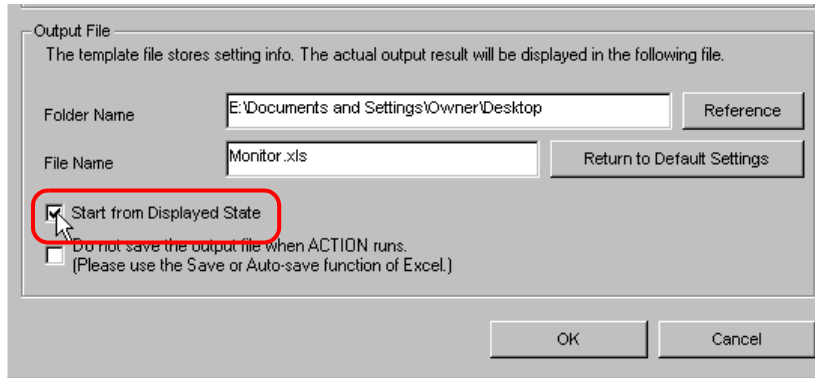 Output File
The template file stores setting info. The actual output result will be displayed in the following file.
Folder Name
E:\Documents and Settings\Owner\Desktop
Reference
File Name
Monitor.xls
Return to Default Settings
Start from Displayed State
Do not save the output file when ACTION runs.
(Please use the Save or Auto-save function of Excel.)
OK
Cancel